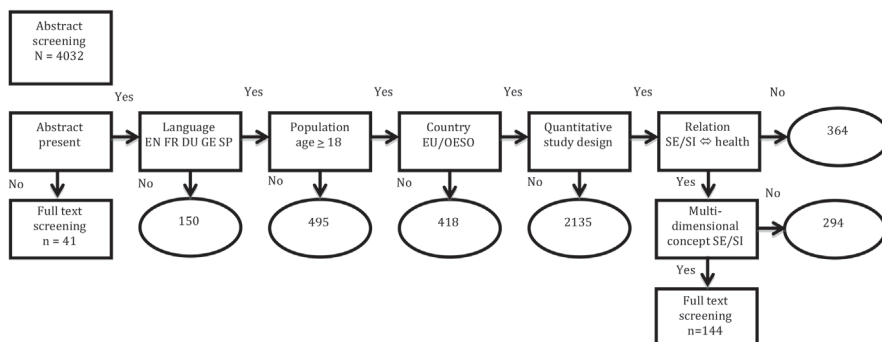 Abstract
screening
N = 4032
Yes
Yes
Yes
Yes
Yes
No
Abstract
present
Language
EN FR DU GE SP
Population
age ≥ 18
Country
EU/OESO
Quantitative
study design
Relation
SE/SI ⇔ health
364
No
No
No
No
No
Yes
No
Full text
screening
n = 41
150
495
418
2135
Multi-
dimensional
concept SE/SI
294
Yes
Full text
screening
n=144